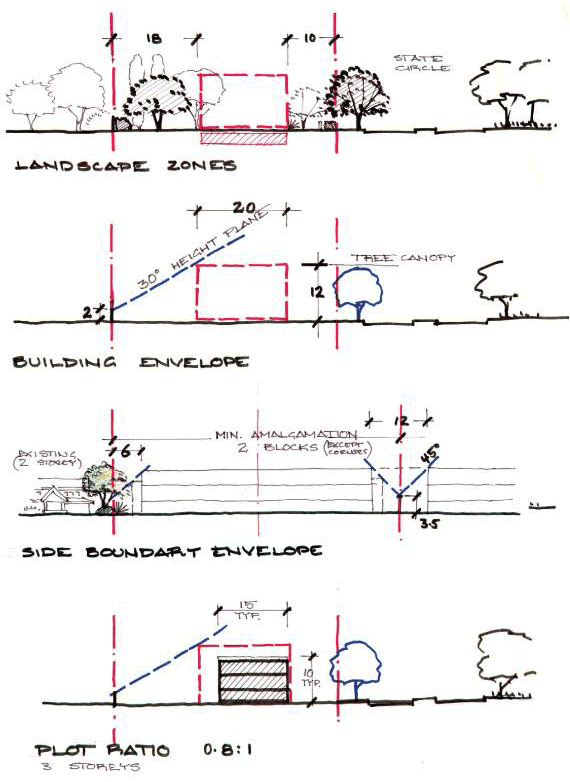 18
10
STATE
CIRCLE
LANDSCAPE ZONES
20
30° HEIGHT PLANE
TREE CANOPY
12
2
BUILDING ENVELOPE
12
MIN. AMALGAMATION
2 BLOCKS (EXCEPT
CORNERS)
EXISTING
(2 STOREY)
6
45°
3.5
SIDE BOUNDARY ENVELOPE
15
TYP.
10
TYP.
PLOT RATIO 0.8:1
3 STOREYS